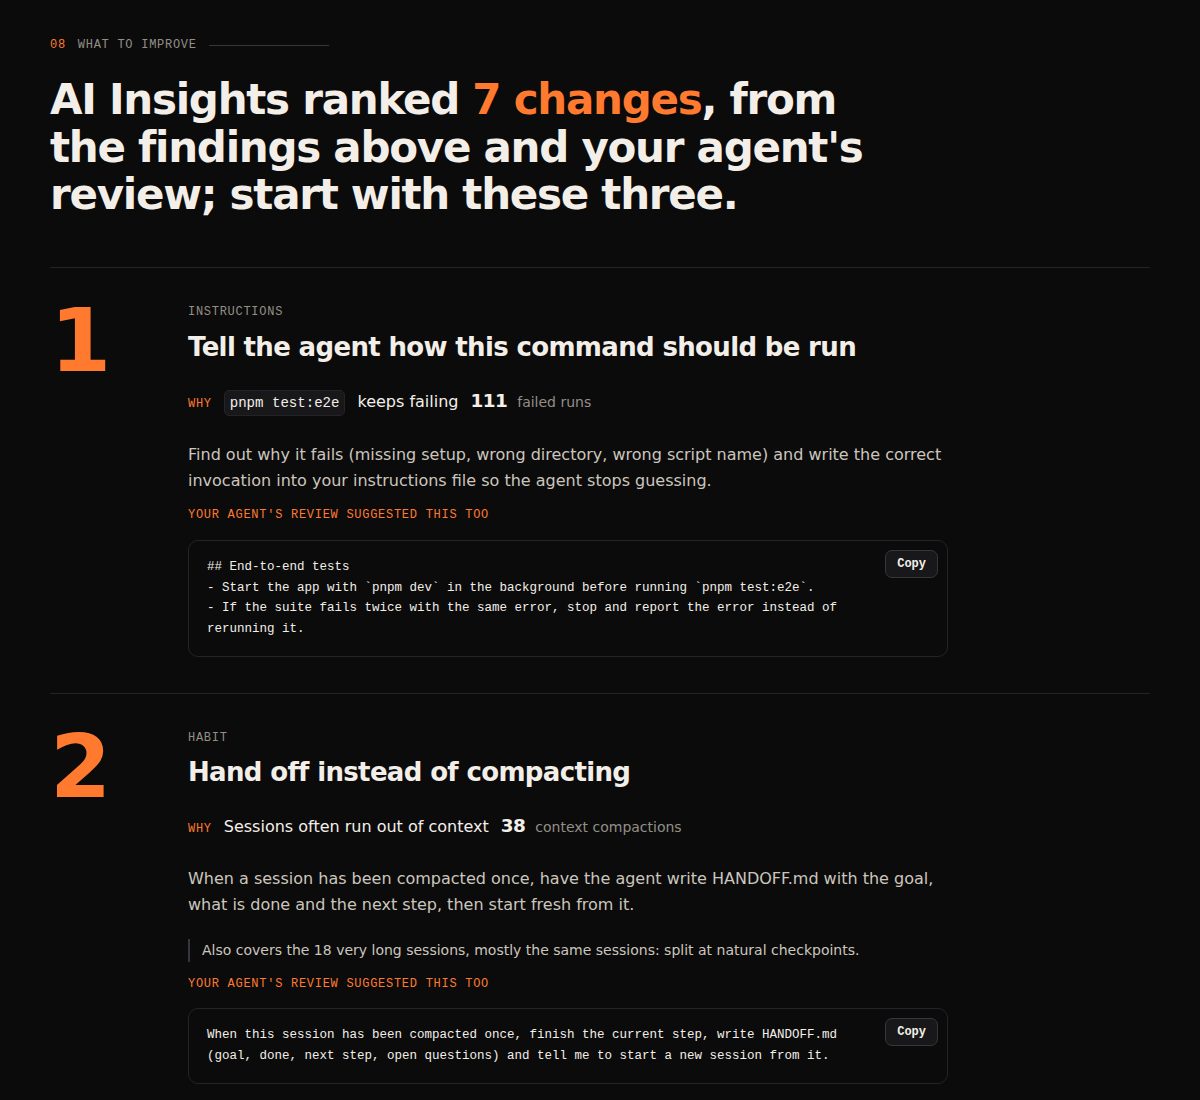 08 WHAT TO IMPROVE
AI Insights ranked 7 changes, from
the findings above and your agent's
review; start with these three.
1
INSTRUCTIONS
Tell the agent how this command should be run
WHY pnpm test:e2e keeps failing 111 failed runs
Find out why it fails (missing setup, wrong directory, wrong script name) and write the correct
invocation into your instructions file so the agent stops guessing.
YOUR AGENT'S REVIEW SUGGESTED THIS TOO
Copy
## End-to-end tests
- Start the app with `pnpm dev` in the background before running `pnpm test:e2e`.
- If the suite fails twice with the same error, stop and report the error instead of
rerunning it.
2
HABIT
Hand off instead of compacting
WHY Sessions often run out of context 38 context compactions
When a session has been compacted once, have the agent write HANDOFF.md with the goal,
what is done and the next step, then start fresh from it.
Also covers the 18 very long sessions, mostly the same sessions: split at natural checkpoints.
YOUR AGENT'S REVIEW SUGGESTED THIS TOO
Copy
When this session has been compacted once, finish the current step, write HANDOFF.md
(goal, done, next step, open questions) and tell me to start a new session from it.